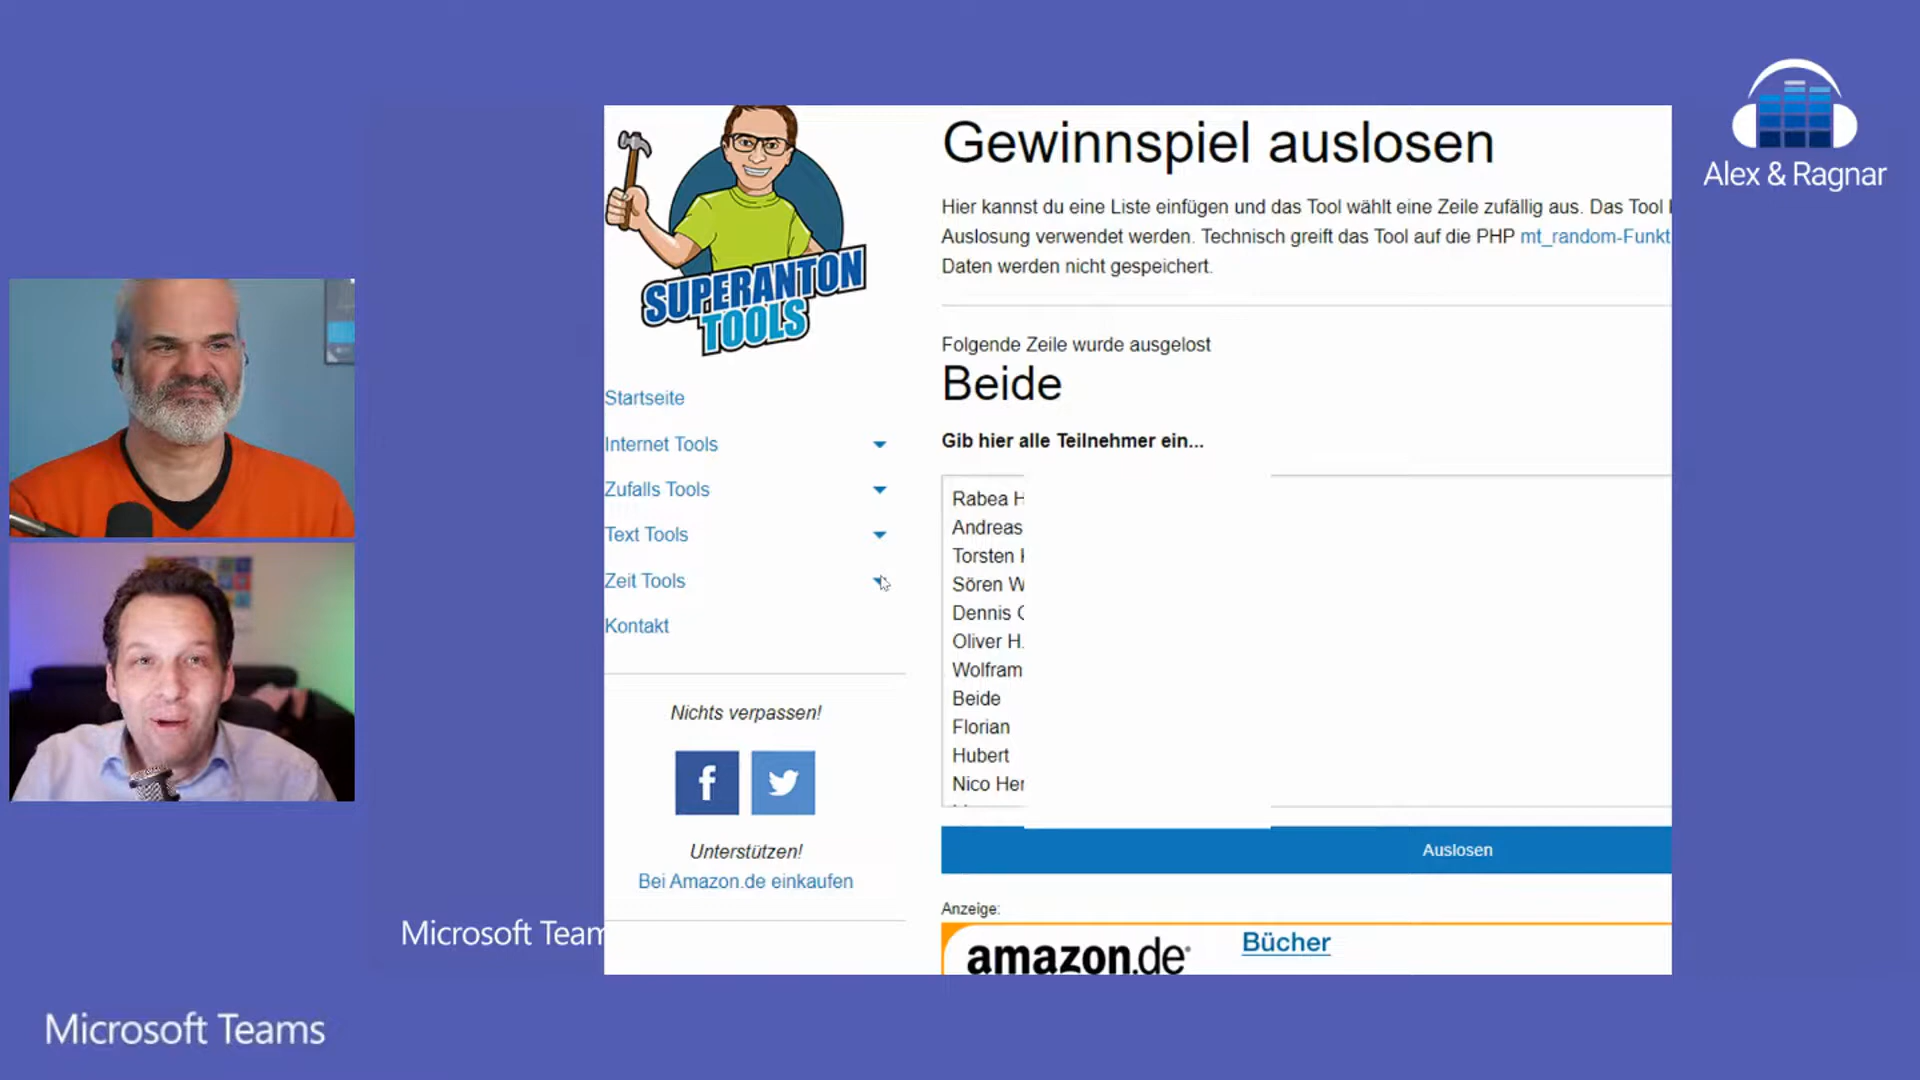 Alex & Ragnar
SUPERANTON
TOOLS
Startseite
Internet Tools
Zufalls Tools
Text Tools
Zeit Tools
Kontakt
Nichts verpassen!
f
Unterstützen!
Bei Amazon.de einkaufen
Gewinnspiel auslosen
Hier kannst du eine Liste einfügen und das Tool wählt eine Zeile zufällig aus. Das Tool
Auslosung verwendet werden. Technisch greift das Tool auf die PHP mt_random-Funkt
Daten werden nicht gespeichert.
Folgende Zeile wurde ausgelost
Beide
Gib hier alle Teilnehmer ein...
Rabea H
Andreas
Torsten
Sören W
Dennis
Oliver H.
Wolfram
Beide
Florian
Hubert
Nico Her
Auslosen
Anzeige:
amazon.de
Bücher
Microsoft Team
Microsoft Teams